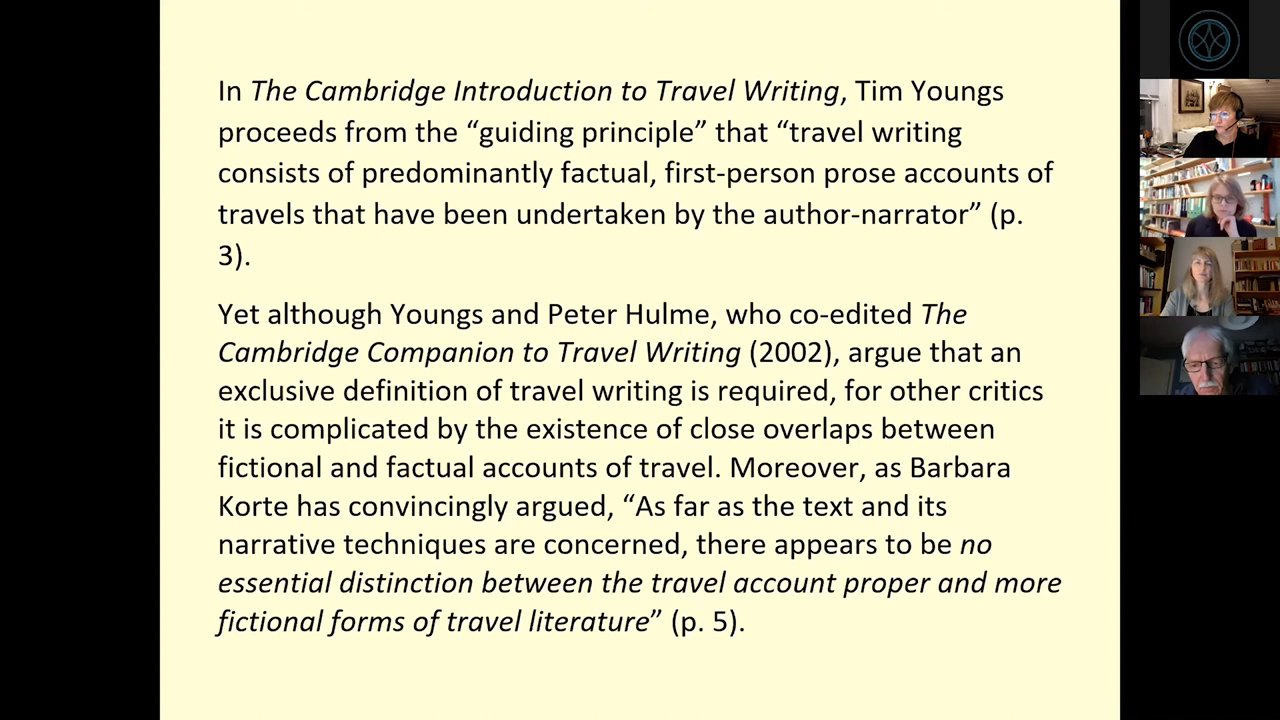 In The Cambridge Introduction to Travel Writing, Tim Youngs
proceeds from the “guiding principle” that “travel writing
consists of predominantly factual, first-person prose accounts of
travels that have been undertaken by the author-narrator” (p.
3).
Yet although Youngs and Peter Hulme, who co-edited The
Cambridge Companion to Travel Writing (2002), argue that an
exclusive definition of travel writing is required, for other critics
it is complicated by the existence of close overlaps between
fictional and factual accounts of travel. Moreover, as Barbara
Korte has convincingly argued, “As far as the text and its
narrative techniques are concerned, there appears to be no
essential distinction between the travel account proper and more
fictional forms of travel literature” (p. 5).